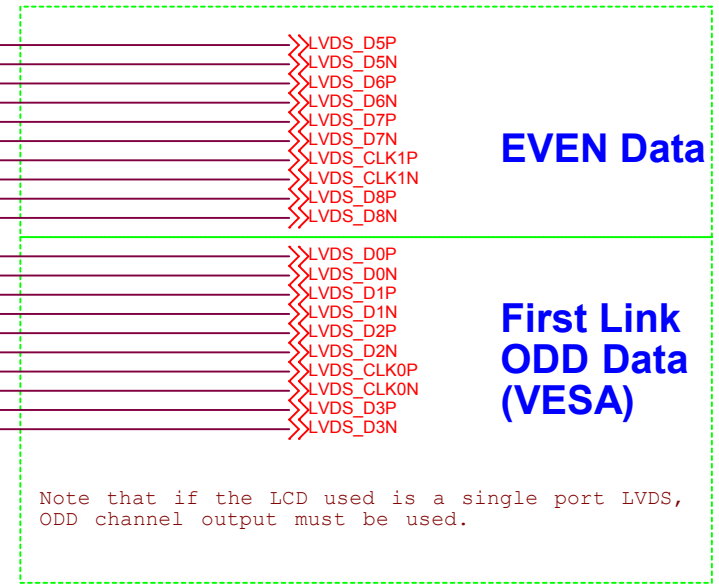 LVDS_D5P
LVDS_D5N
LVDS_D6P
LVDS_D6N
LVDS_D7P
LVDS_D7N
LVDS_CLK1P
LVDS_CLK1N
LVDS_D8P
LVDS_D8N
EVEN Data
LVDS_D0P
LVDS_D0N
LVDS_D1P
LVDS_D1N
LVDS_D2P
LVDS_D2N
LVDS_CLK0P
LVDS_CLK0N
LVDS_D3P
LVDS_D3N
First Link
ODD Data
(VESA)
Note that if the LCD used is a single port LVDS,
ODD channel output must be used.